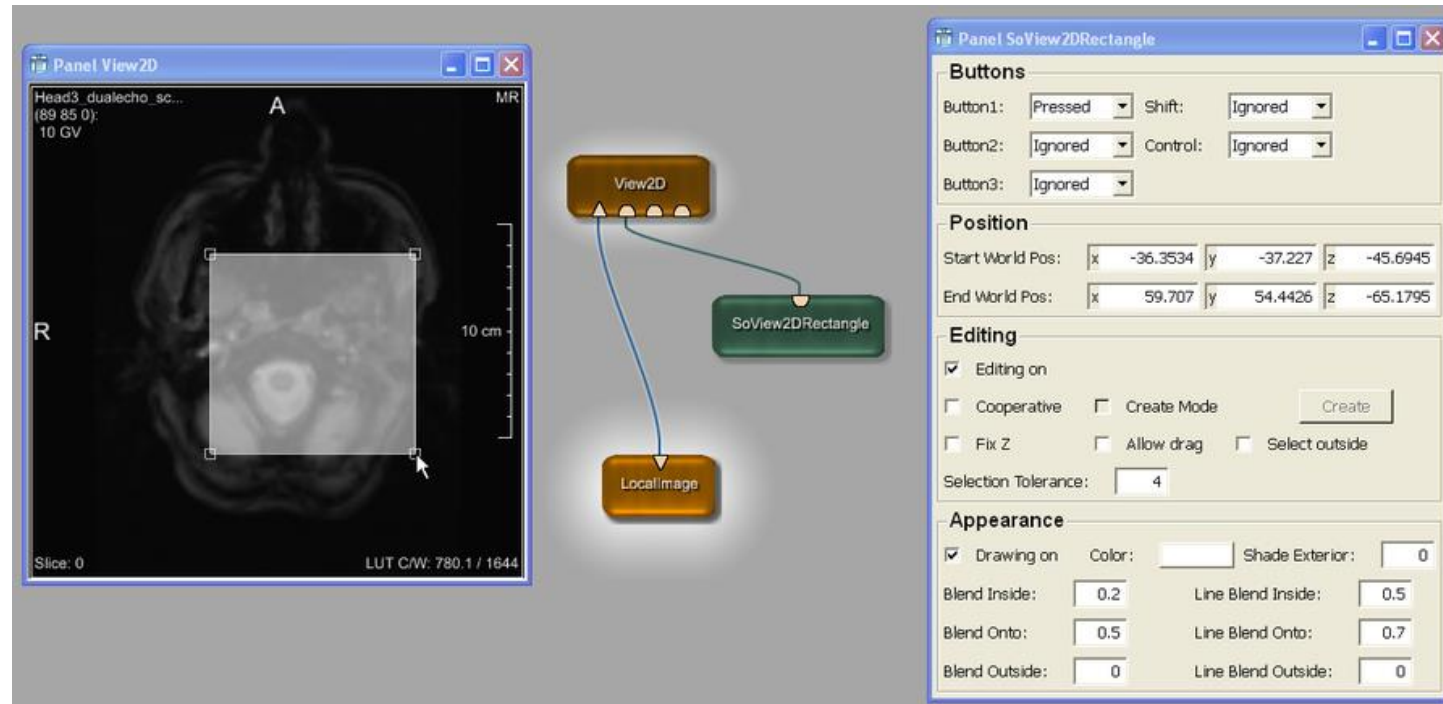 Panel View2D
Head3_dualecho_sc...
(89 85 0):
10 GV
A
MR
R
10 cm
Slice: 0
LUT C/W: 780.1 / 1644
View2D
SoView2DRectangle
LocalImage
Panel SoView2DRectangle
Buttons
Button1: Pressed Shift: Ignored
Button2: Ignored Control: Ignored
Button3: Ignored
Position
Start World Pos: x -36.3534 y -37.227 z -45.6945
End World Pos: x 59.707 y 54.4426 z -65.1795
Editing
Editing on
Cooperative Create Mode Create
Fix Z Allow drag Select outside
Selection Tolerance: 4
Appearance
Drawing on Color: Shade Exterior: 0
Blend Inside: 0.2 Line Blend Inside: 0.5
Blend Onto: 0.5 Line Blend Onto: 0.7
Blend Outside: 0 Line Blend Outside: 0